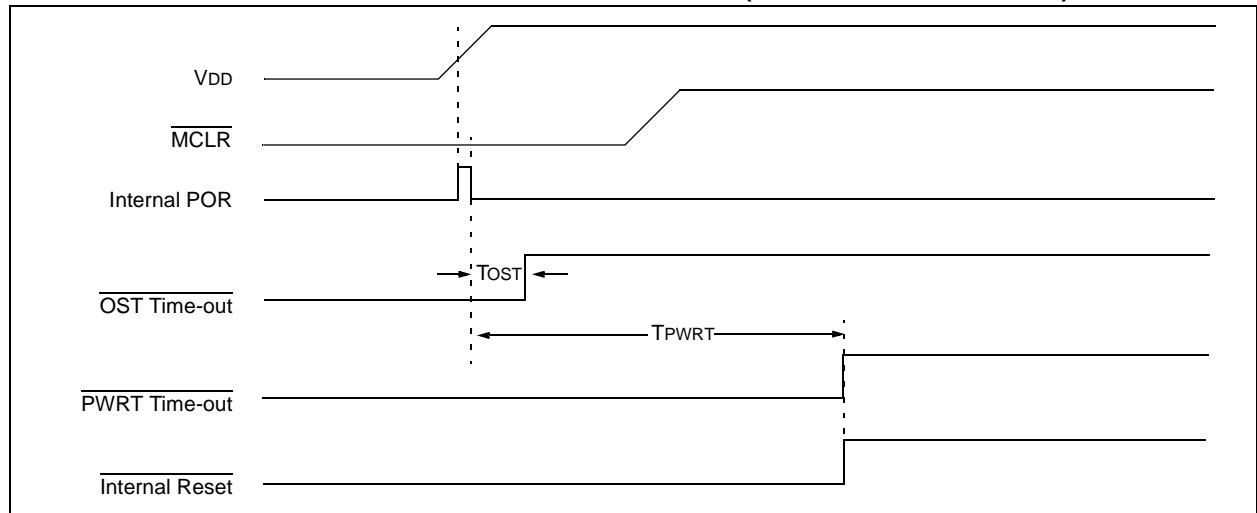 VDD
MCLR
Internal POR
TOST
OST Time-out
TPWRT
PWRT Time-out
Internal Reset